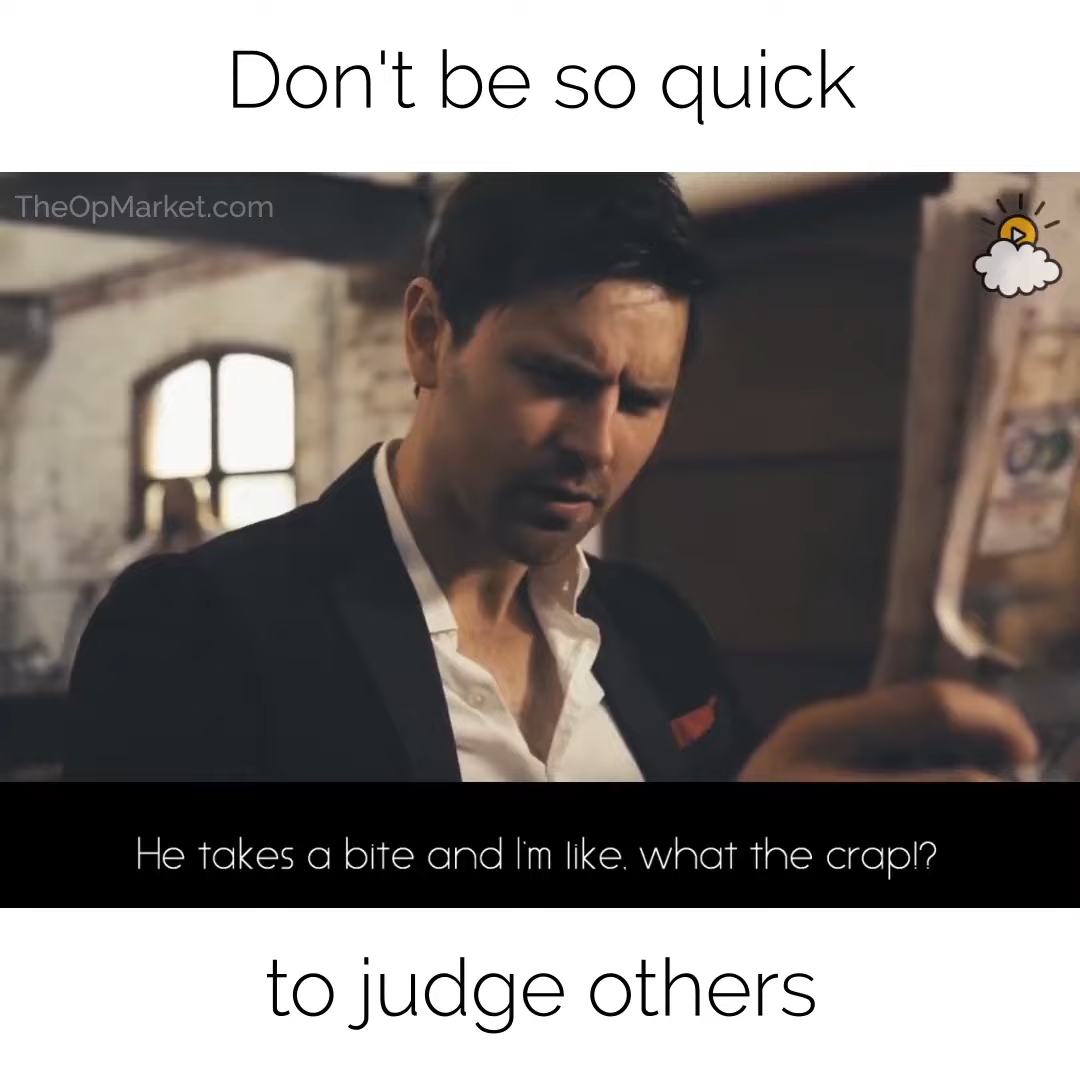 Don't be so quick
TheOpMarket.com
He takes a bite and I'm like, what the crap!?
to judge others